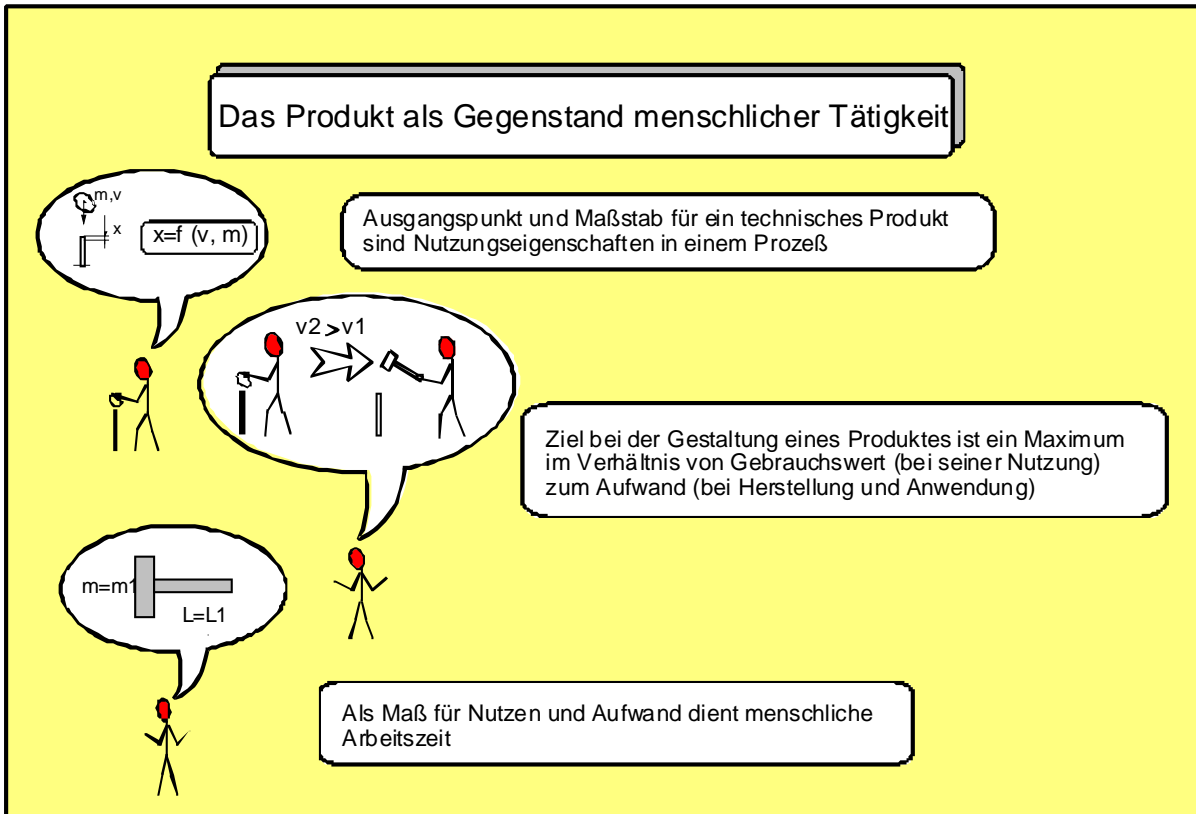 Das Produkt als Gegenstand menschlicher Tätigkeit
m,v
x
x=f (v, m)
Ausgangspunkt und Maßstab für ein technisches Produkt
sind Nutzungseigenschaften in einem Prozeß
v2>v1
Ziel bei der Gestaltung eines Produktes ist ein Maximum
im Verhältnis von Gebrauchswert (bei seiner Nutzung)
zum Aufwand (bei Herstellung und Anwendung)
m=m1
L=L1
Als Maß für Nutzen und Aufwand dient menschliche
Arbeitszeit